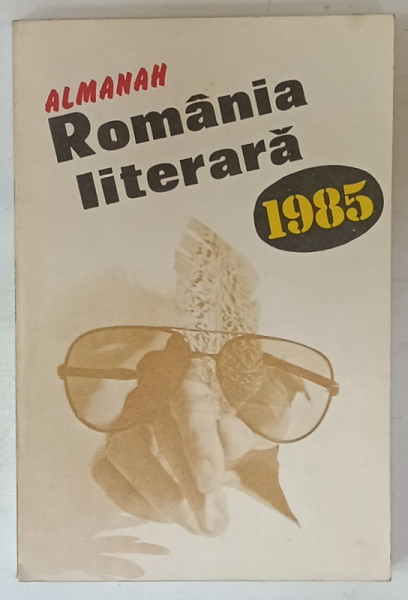 ALMANAH
România
literară
1985